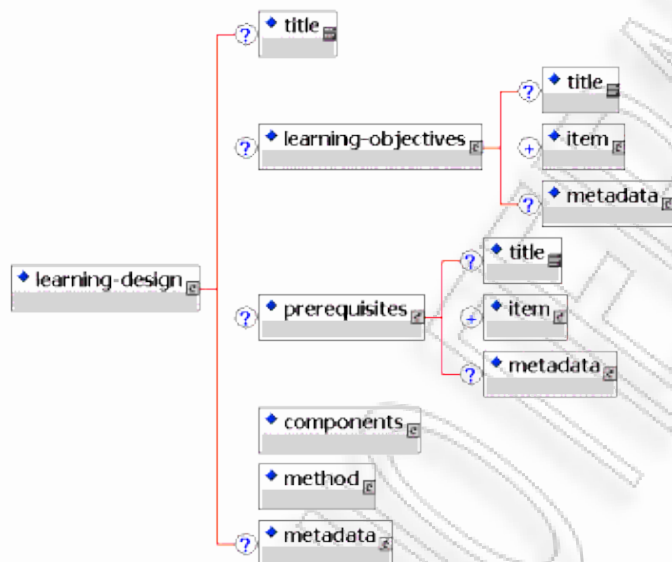 ? title
? learning-objectives
? title
+ item
? metadata
learning-design
? prerequisites
? title
+ item
? metadata
components
method
? metadata